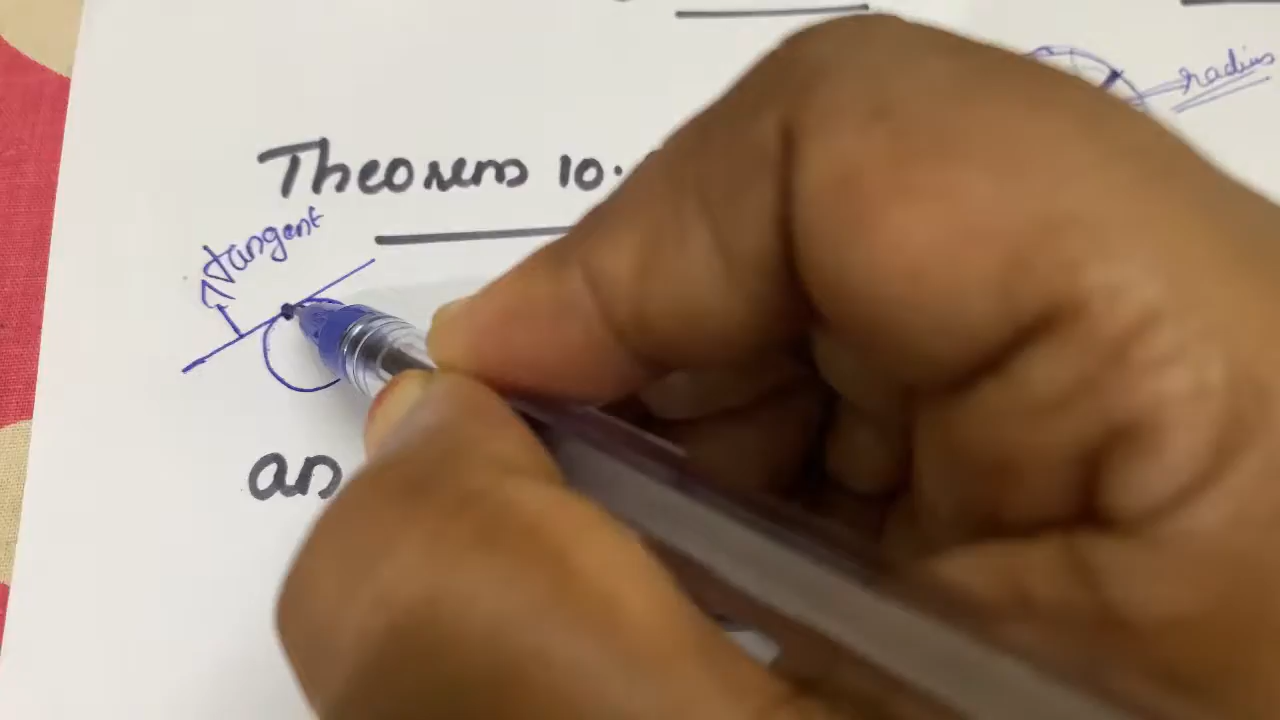 radius
Theorem 10.
tangent
an